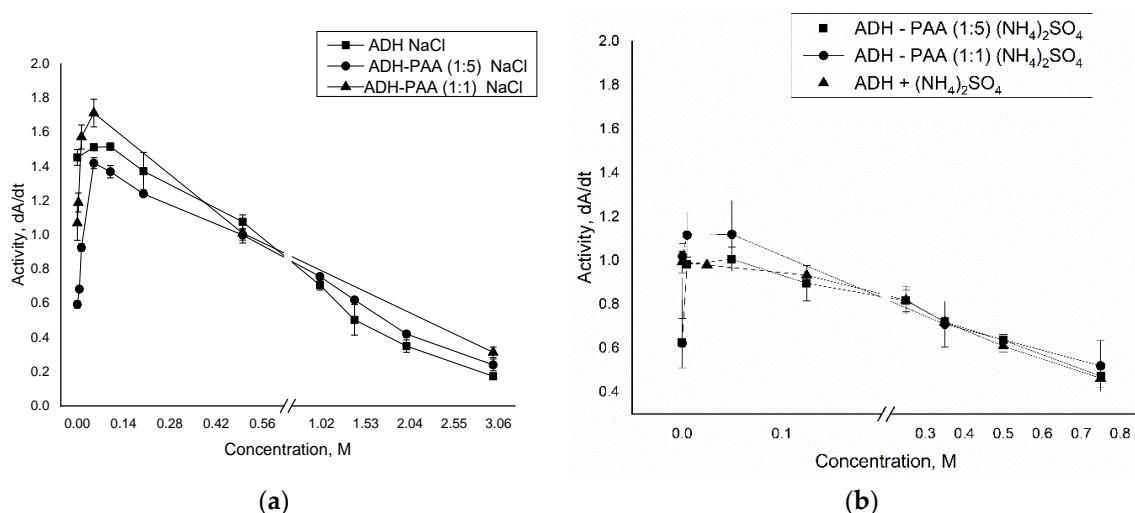 ADH NaCl
ADH-PAA (1:5) NaCl
ADH-PAA (1:1) NaCl
2.0
1.8
1.6
1.4
1.2
1.0
0.8
0.6
0.4
0.2
0.0
Activity, dA/dt
0.00 0.14 0.28 0.42 0.56 1.02 1.53 2.04 2.55 3.06
Concentration, M
(a)
ADH - PAA (1:5) (NH₄)₂SO₄
ADH - PAA (1:1) (NH₄)₂SO₄
ADH + (NH₄)₂SO₄
2.0
1.8
1.6
1.4
1.2
1.0
0.8
0.6
0.4
Activity, dA/dt
0.0 0.1 0.3 0.4 0.5 0.6 0.7 0.8
Concentration, M
(b)